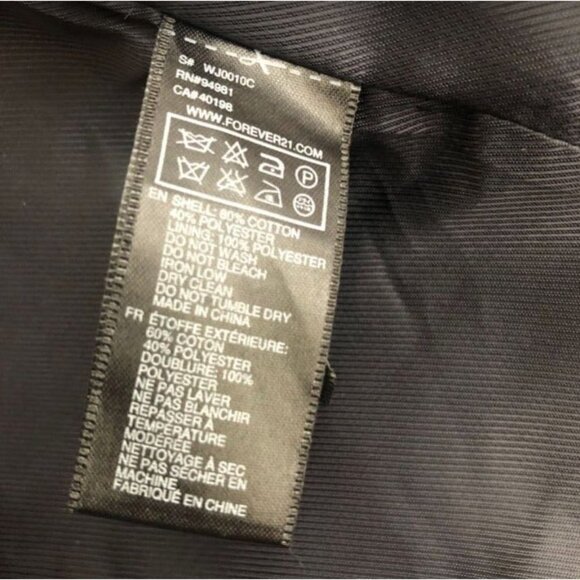 S# WJ0010C
RN#94981
CA#40198
WWW.FOREVER21.COM
P
EN SHELL: 60% COTTON
40% POLYESTER
LINING: 100% POLYESTER
DO NOT WASH
DO NOT BLEACH
IRON LOW
DRY CLEAN
DO NOT TUMBLE DRY
MADE IN CHINA
FR ÉTOFFE EXTÉRIEURE:
60% COTON
40% POLYESTER
DOUBLURE: 100%
POLYESTER
NE PAS LAVER
NE PAS BLANCHIR
REPASSER À
TEMPÉRATURE
MODÉRÉE
NETTOYAGE À SEC
NE PAS SÉCHER EN
MACHINE
FABRIQUÉ EN CHINE